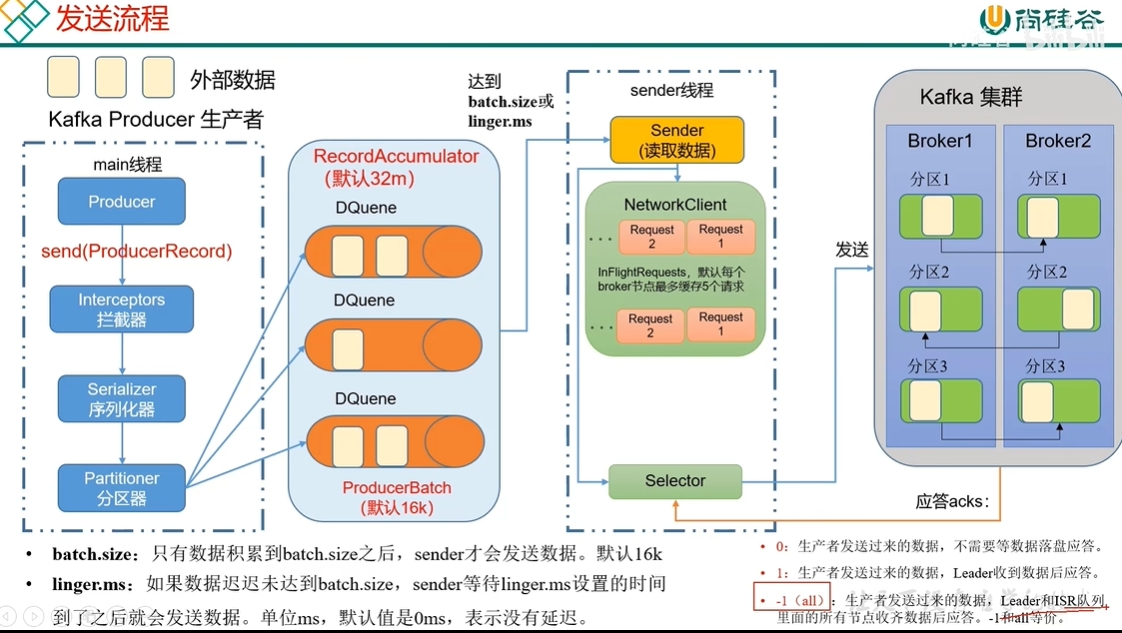 发送流程
尚硅谷
外部数据
Kafka Producer 生产者
main线程
Producer
send(ProducerRecord)
Interceptors
拦截器
Serializer
序列化器
Partitioner
分区器
RecordAccumulator
(默认32m)
DQuene
DQuene
DQuene
ProducerBatch
(默认16k)
达到
batch.size或
linger.ms
sender线程
Sender
(读取数据)
NetworkClient
Request
2
Request
1
InFlightRequests，默认每个
broker节点最多缓存5个请求
Request
2
Request
1
Selector
发送
Kafka 集群
Broker1
Broker2
分区1
分区1
分区2
分区2
分区3
分区3
应答acks：
• batch.size：只有数据积累到batch.size之后，sender才会发送数据。默认16k
• linger.ms：如果数据迟迟未达到batch.size，sender等待linger.ms设置的时间
到了之后就会发送数据。单位ms，默认值是0ms，表示没有延迟。
• 0：生产者发送过来的数据，不需要等数据落盘应答。
• 1：生产者发送过来的数据，Leader收到数据后应答。
• -1（all）：生产者发送过来的数据，Leader和ISR队列
里面的所有节点收齐数据后应答。-1和all等价。